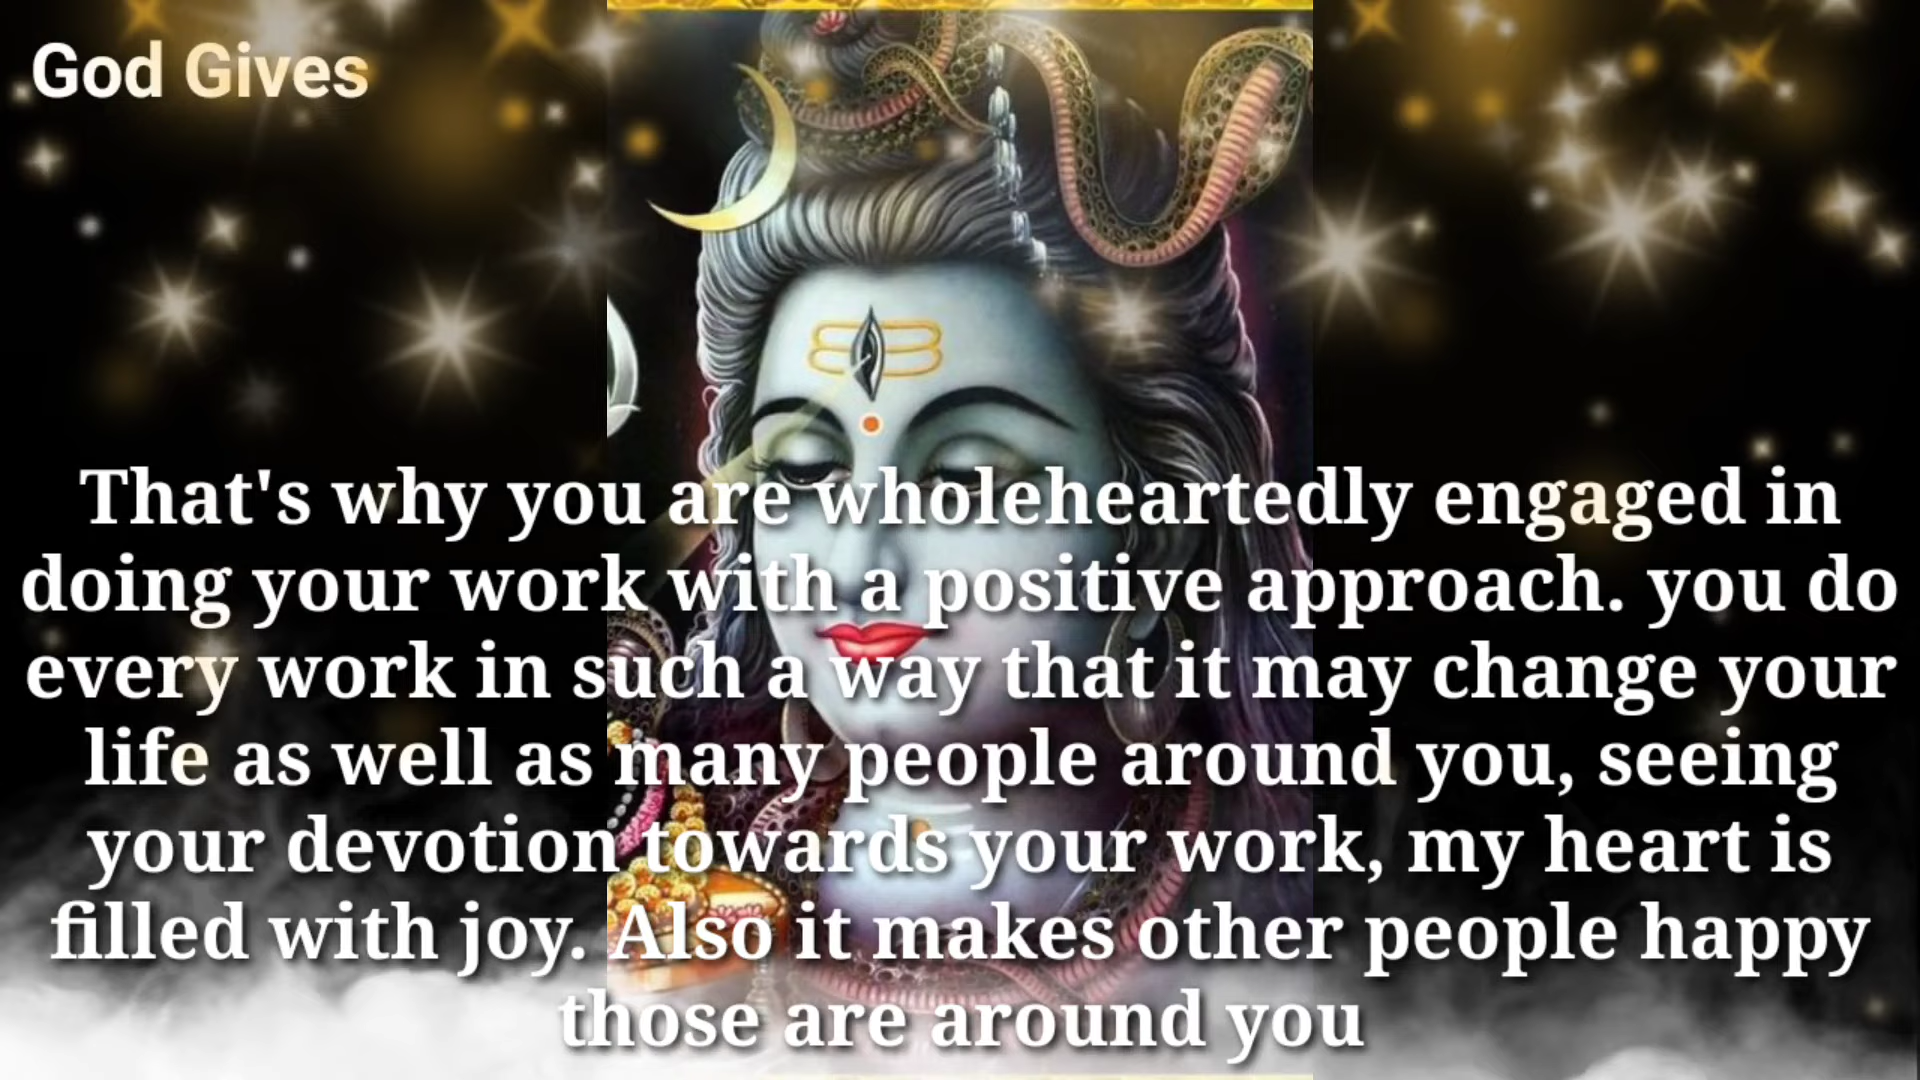 God Gives
That's why you are wholeheartedly engaged in
doing your work with a positive approach. you do
every work in such a way that it may change your
life as well as many people around you, seeing
your devotion towards your work, my heart is
filled with joy. Also it makes other people happy
those are around you